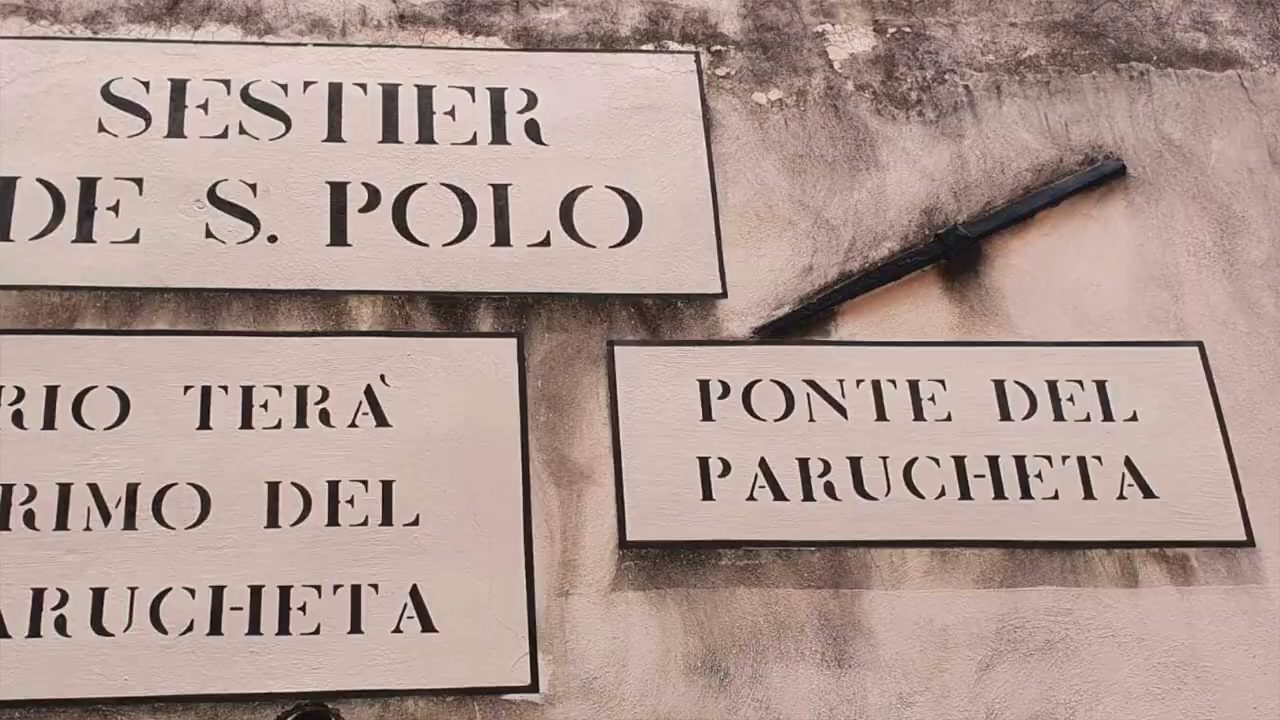 SESTIER
DE S. POLO
RIO TERÀ
RIMO DEL
ARUCHETA
PONTE DEL
PARUCHETA